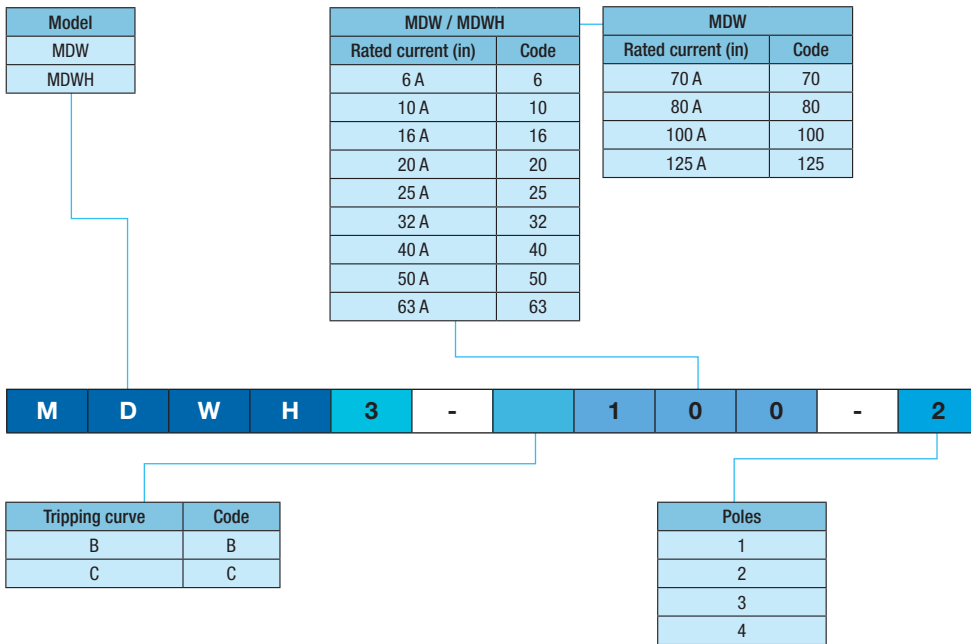 Model
MDW
MDWH
MDW / MDWH
Rated current (in) Code
6 A 6
10 A 10
16 A 16
20 A 20
25 A 25
32 A 32
40 A 40
50 A 50
63 A 63
MDW
Rated current (in) Code
70 A 70
80 A 80
100 A 100
125 A 125
M D W H 3 - 1 0 0 - 2
Tripping curve Code
B B
C C
Poles
1
2
3
4